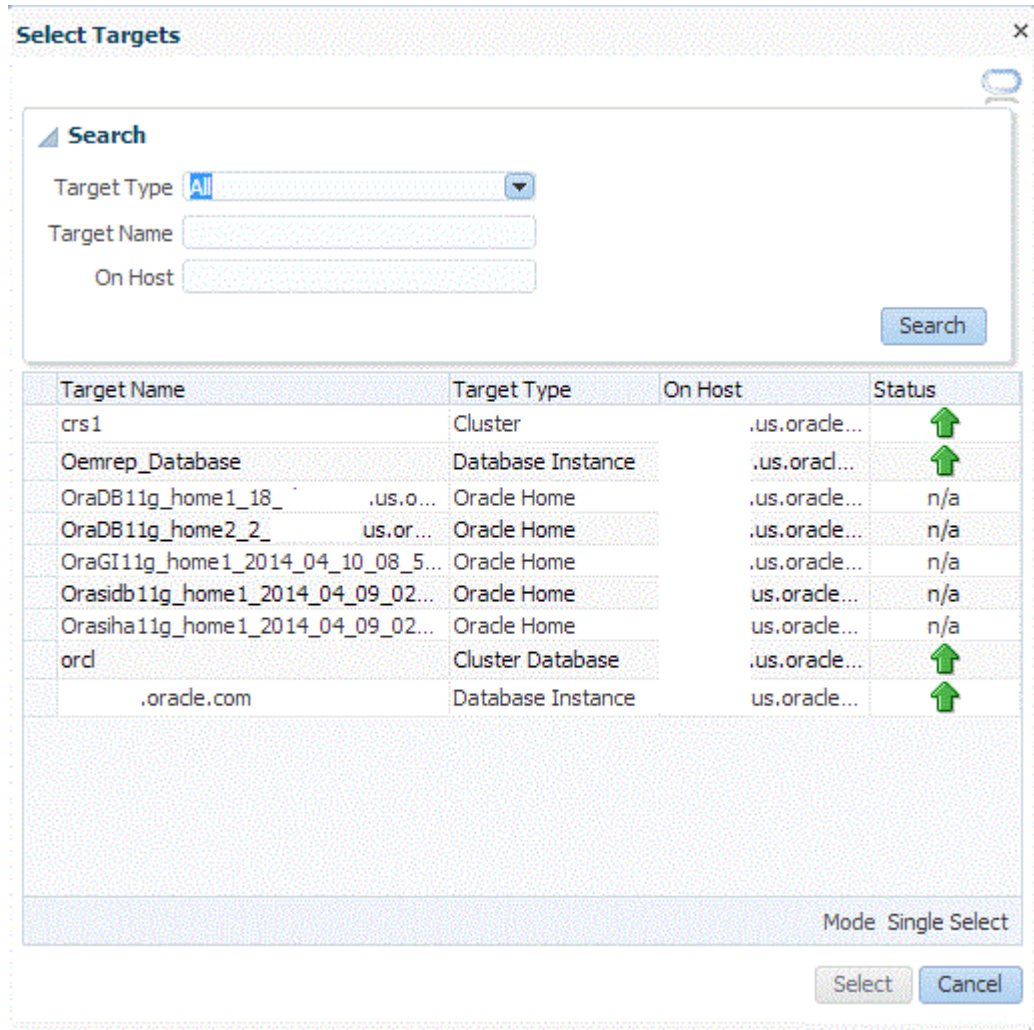 Select Targets
Search
Target Type All
Target Name
On Host
Search
Target Name Target Type On Host Status
crs1 Cluster .us.oracle...
Oemrep_Database Database Instance .us.oracl...
OraDB11g_home1_18_ .us.o... Oracle Home .us.oracle... n/a
OraDB11g_home2_2_ us.or... Oracle Home .us.oracle... n/a
OraGI11g_home1_2014_04_10_08_5... Oracle Home .us.oracle... n/a
Orasidb11g_home1_2014_04_09_02... Oracle Home us.oracle... n/a
Orasiha11g_home1_2014_04_09_02... Oracle Home us.oracle... n/a
orcl Cluster Database .us.oracle...
.oracle.com Database Instance us.oracle...
Mode Single Select
Select Cancel